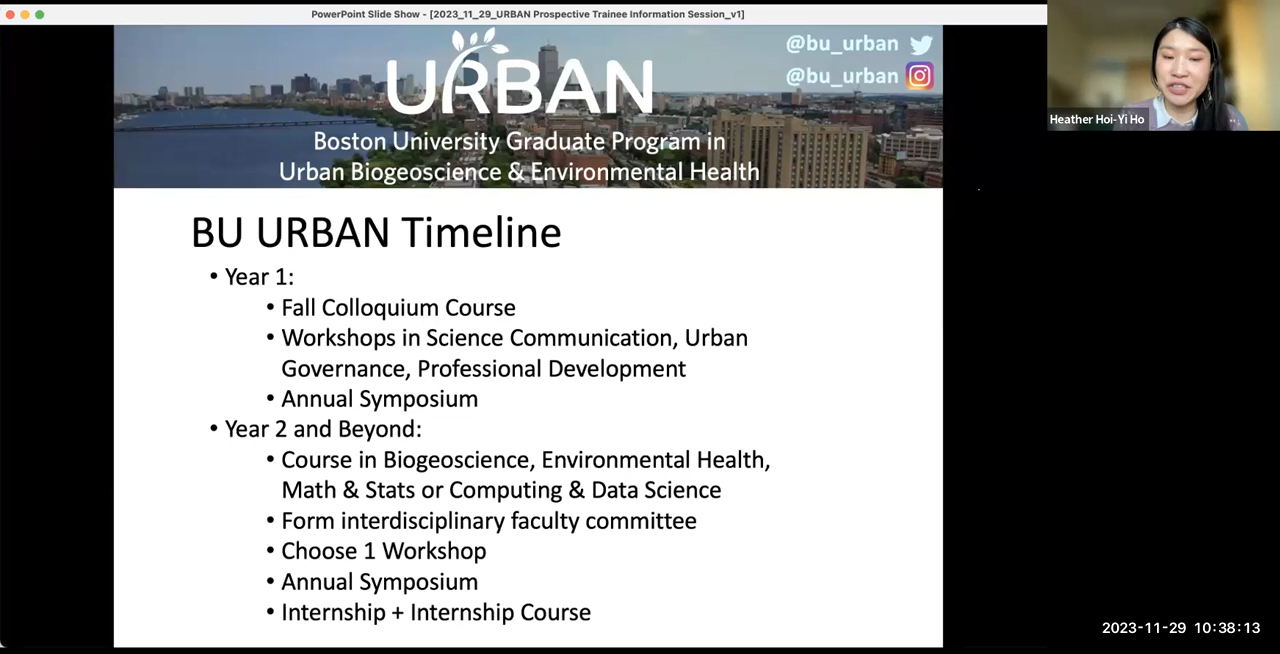 PowerPoint Slide Show - [2023_11_29_URBAN Prospective Trainee Information Session_v1]
URBAN
@bu_urban
@bu_urban
Boston University Graduate Program in
Urban Biogeoscience & Environmental Health
Heather Hoi-Yi Ho
BU URBAN Timeline
• Year 1:
• Fall Colloquium Course
• Workshops in Science Communication, Urban
Governance, Professional Development
• Annual Symposium
• Year 2 and Beyond:
• Course in Biogeoscience, Environmental Health,
Math & Stats or Computing & Data Science
• Form interdisciplinary faculty committee
• Choose 1 Workshop
• Annual Symposium
• Internship + Internship Course
2023-11-29 10:38:13